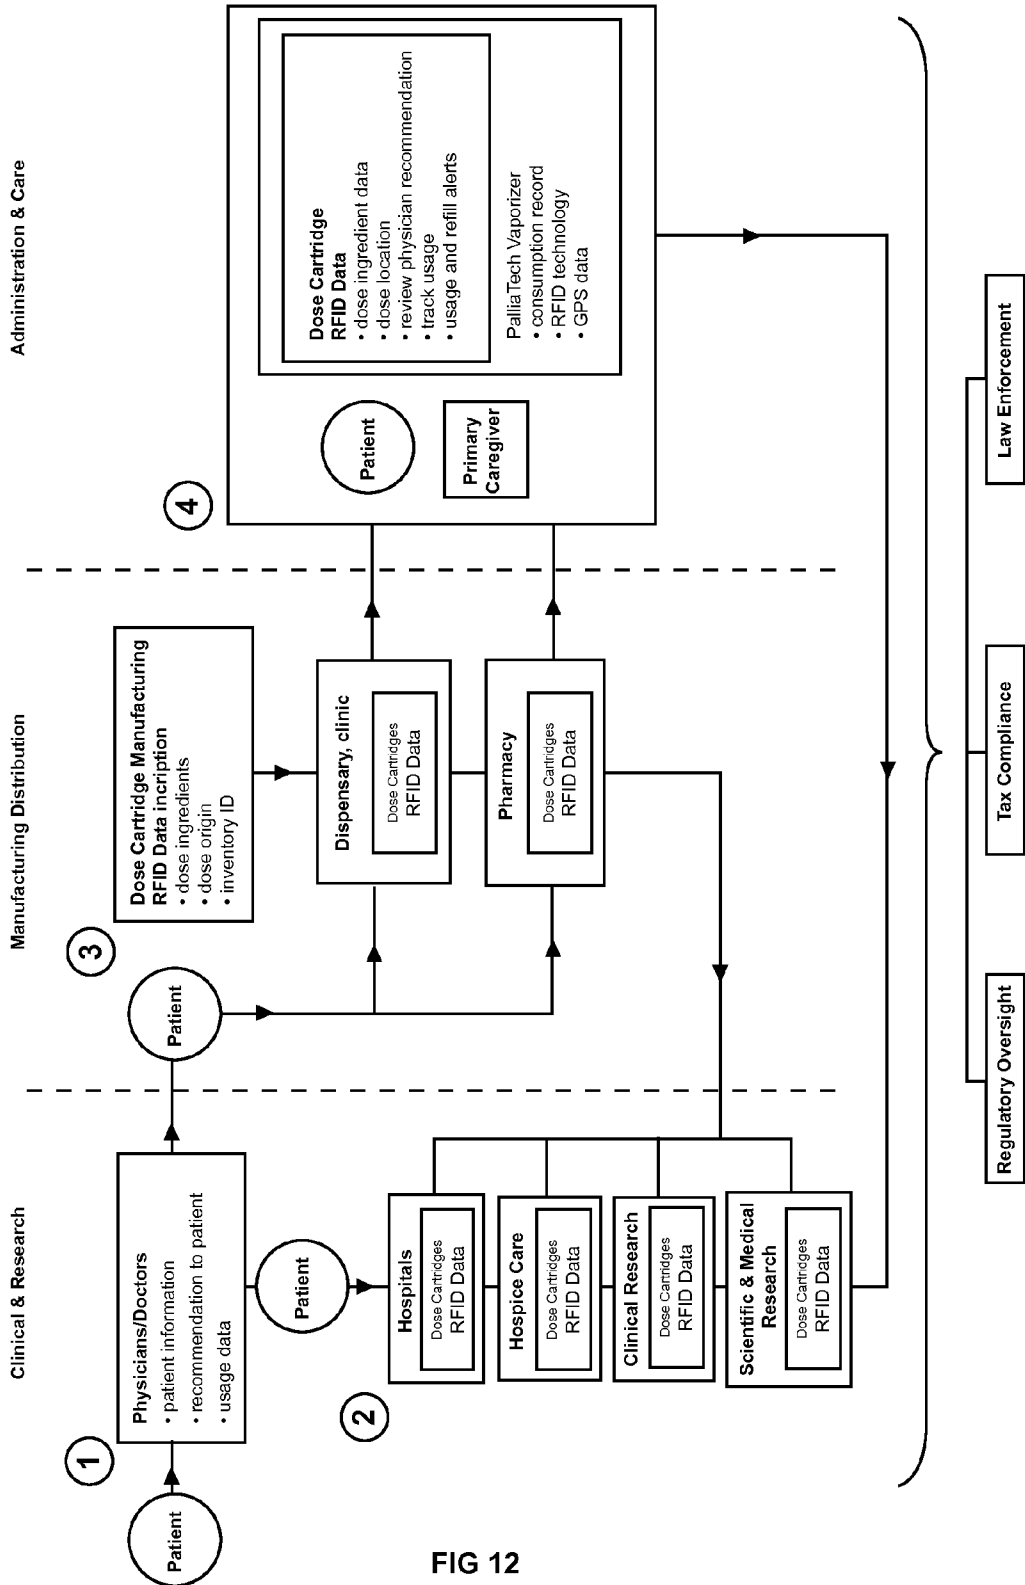 Clinical & Research
Manufacturing Distribution
Administration & Care
1
Patient
Physicians/Doctors
• patient information
• recommendation to patient
• usage data
Patient
2
Hospitals
Dose Cartridges
RFID Data
Hospice Care
Dose Cartridges
RFID Data
Clinical Research
Dose Cartridges
RFID Data
Scientific & Medical
Research
Dose Cartridges
RFID Data
3
Patient
Dose Cartridge Manufacturing
RFID Data incription
• dose ingredients
• dose origin
• inventory ID
Dispensary, clinic
Dose Cartridges
RFID Data
Pharmacy
Dose Cartridges
RFID Data
4
Patient
Primary
Caregiver
Dose Cartridge
RFID Data
• dose ingredient data
• dose location
• review physician recommendation
• track usage
• usage and refill alerts
PalliaTech Vaporizer
• consumption record
• RFID technology
• GPS data
Regulatory Oversight
Tax Compliance
Law Enforcement
FIG 12